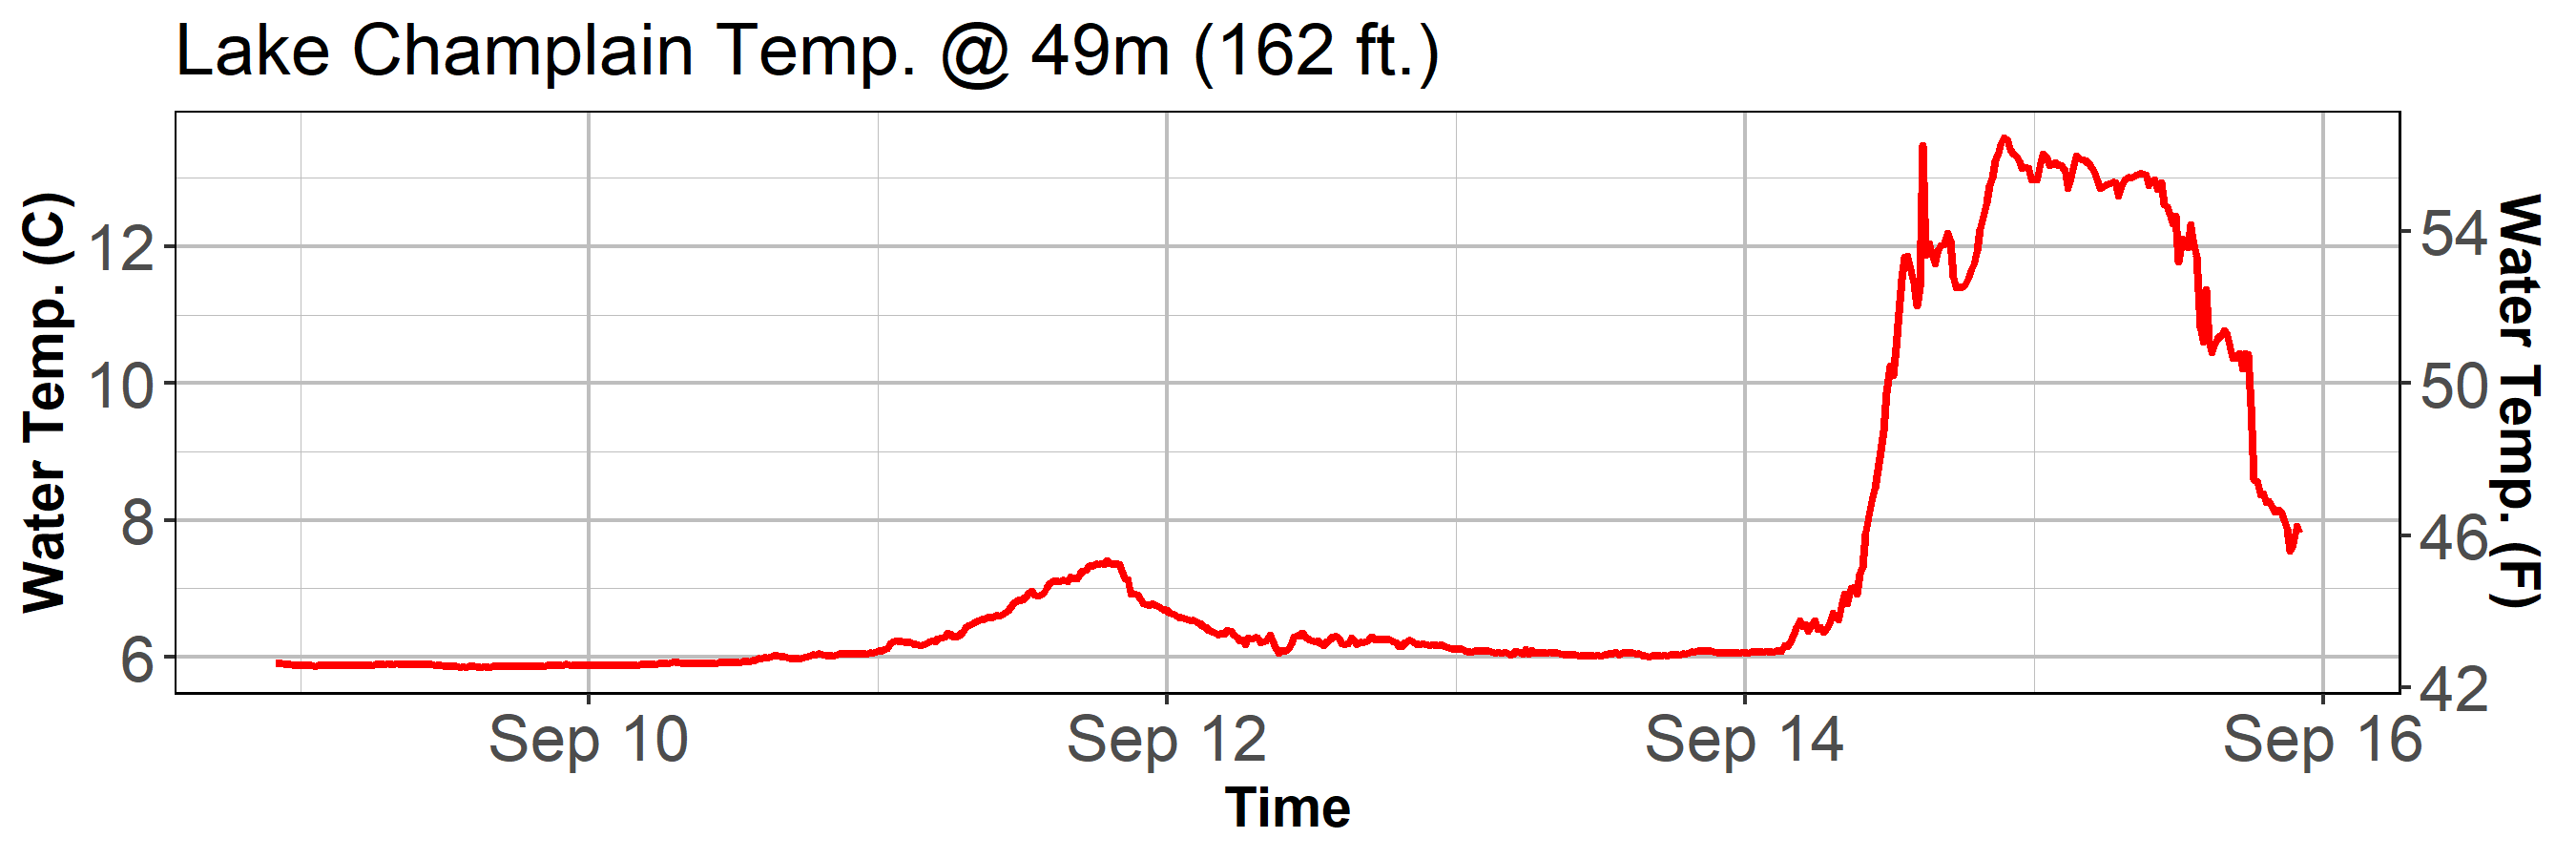 Lake Champlain Temp. @ 49m (162 ft.)
Water Temp. (C)
12
10
8
6
54
50
46
42
Water Temp. (F)
Sep 10
Sep 12
Sep 14
Sep 16
Time